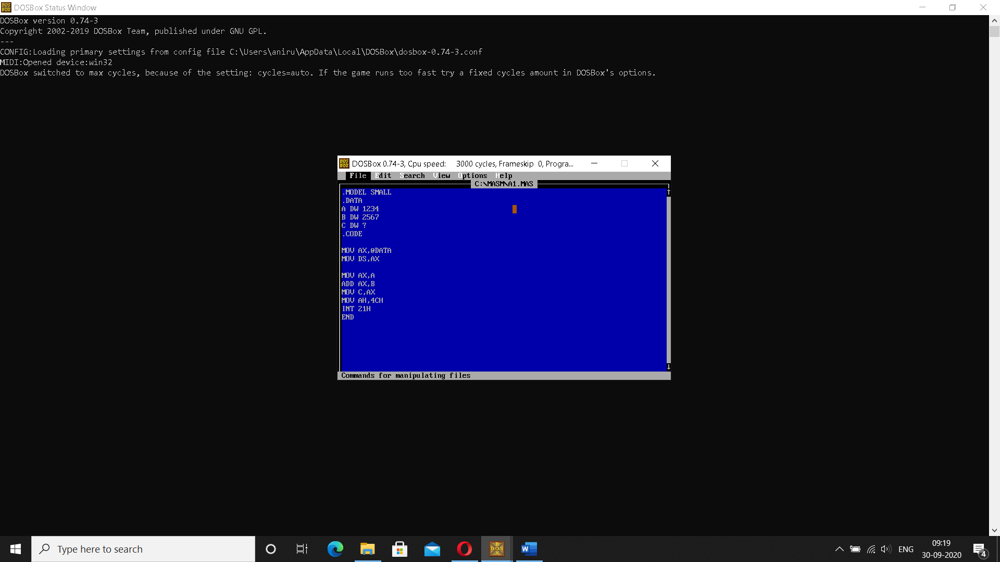 DOSBox Status Window
DOSBox version 0.74-3
Copyright 2002-2019 DOSBox Team, published under GNU GPL.
---
CONFIG:Loading primary settings from config file C:\Users\aniru\AppData\Local\DOSBox\dosbox-0.74-3.conf
MIDI:Opened device:win32
DOSBox switched to max cycles, because of the setting: cycles=auto. If the game runs too fast try a fixed cycles amount in DOSBox's options.
DOSBox 0.74-3, Cpu speed: 3000 cycles, Frameskip 0, Progra...
File Edit Search View Options Help
C:\MASM\A1.MAS
.MODEL SMALL
.DATA
A DW 1234
B DW 2567
C DW ?
.CODE
MOV AX,@DATA
MOV DS,AX
MOV AX,A
ADD AX,B
MOV C,AX
MOV AH,4CH
INT 21H
END
Commands for manipulating files
Type here to search
ENG
09:19
30-09-2020
4